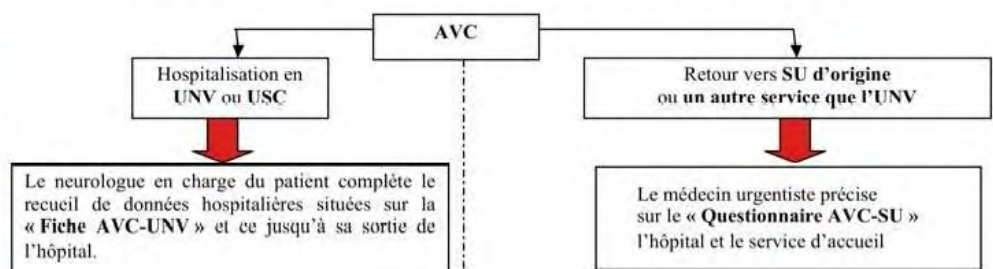 AVC
Hospitalisation en
UNV ou USC
Retour vers SU d'origine
ou un autre service que l'UNV
Le neurologue en charge du patient complète le
recueil de données hospitalières situées sur la
« Fiche AVC-UNV » et ce jusqu'à sa sortie de
l'hôpital.
Le médecin urgentiste précise
sur le « Questionnaire AVC-SU »
l'hôpital et le service d'accueil